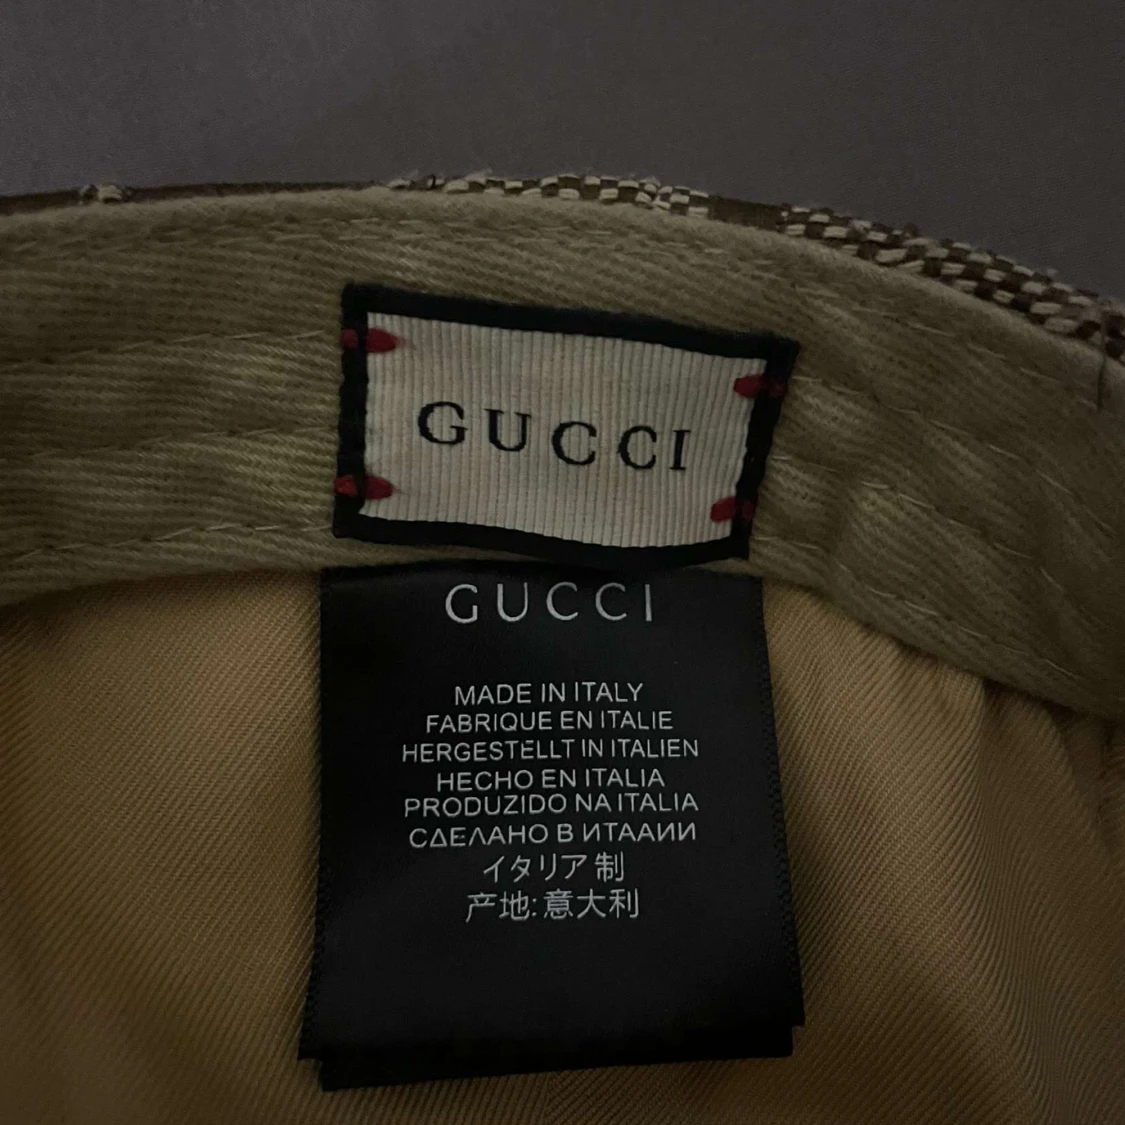 GUCCI
GUCCI
MADE IN ITALY
FABRIQUE EN ITALIE
HERGESTELLT IN ITALIEN
HECHO EN ITALIA
PRODUZIDO NA ITALIA
СДЕЛАНО В ИТААИИ
イタリア制
产地:意大利